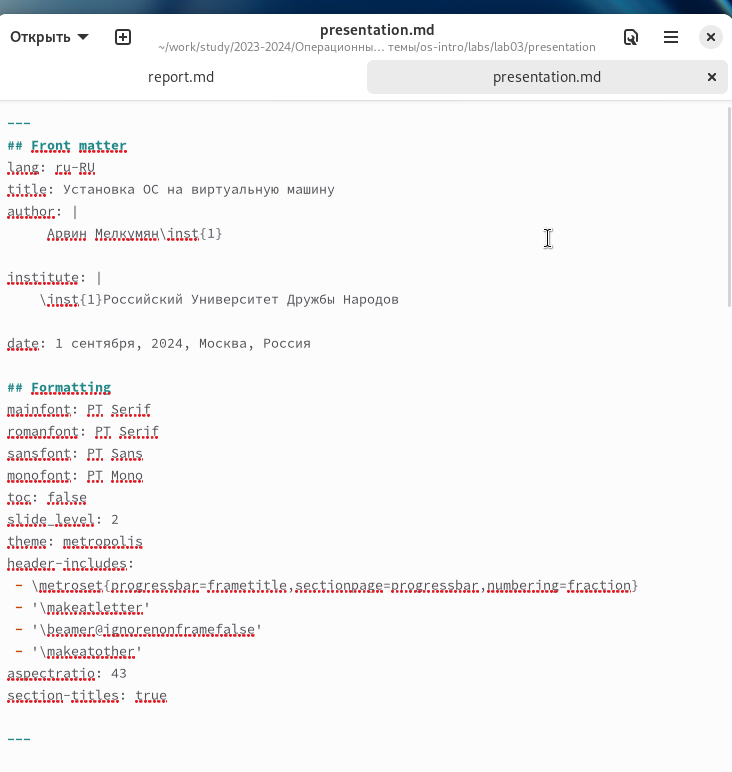 Открыть
presentation.md
~/work/study/2023-2024/Операционны… темы/os-intro/labs/lab03/presentation
report.md
presentation.md
---
## Front matter
lang: ru-RU
title: Установка ОС на виртуальную машину
author: |
Арвин Мелкумян\inst{1}
institute: |
\inst{1}Российский Университет Дружбы Народов
date: 1 сентября, 2024, Москва, Россия
## Formatting
mainfont: PT Serif
romanfont: PT Serif
sansfont: PT Sans
monofont: PT Mono
toc: false
slide_level: 2
theme: metropolis
header-includes:
- \metroset{progressbar=frametitle,sectionpage=progressbar,numbering=fraction}
- '\makeatletter'
- '\beamer@ignorenonframefalse'
- '\makeatother'
aspectratio: 43
section-titles: true
---